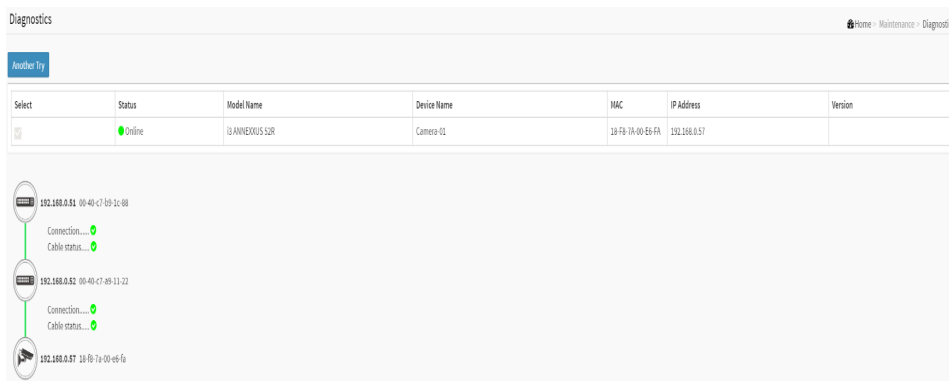 Diagnostics
Home > Maintenance > Diagnosti
Another Try
Select Status Model Name Device Name MAC IP Address Version
Online i3 ANNEXXUS 52R Camera-01 18-F8-7A-00-E6-FA 192.168.0.57
192.168.0.51 00-40-c7-b9-1c-88
Connection......
Cable status.....
192.168.0.52 00-40-c7-a9-11-22
Connection......
Cable status.....
192.168.0.57 18-f8-7a-00-e6-fa